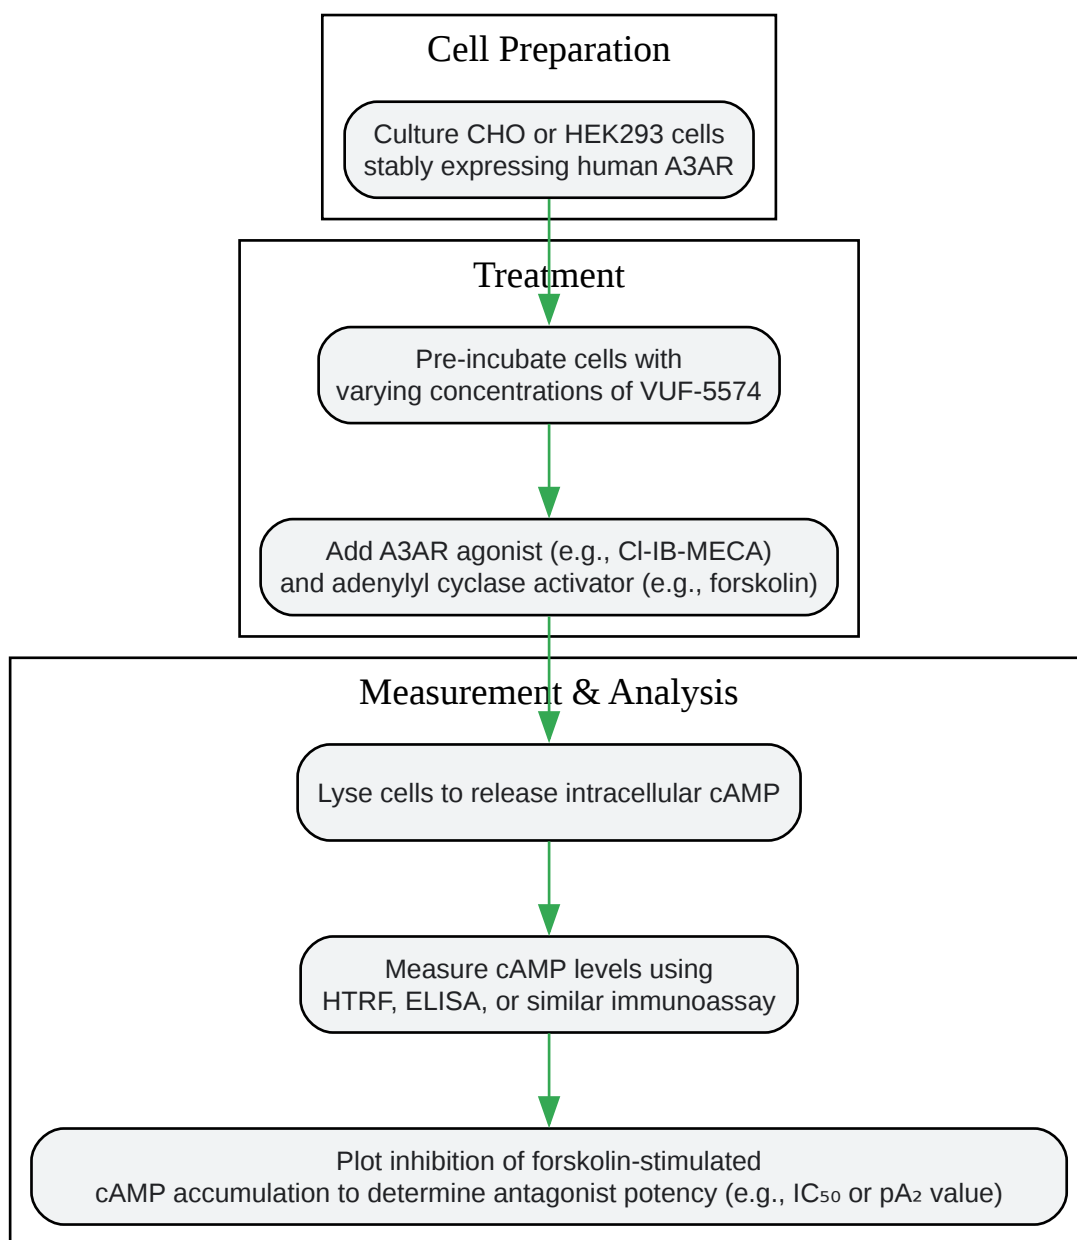 Cell Preparation
Culture CHO or HEK293 cells
stably expressing human A3AR
Treatment
Pre-incubate cells with
varying concentrations of VUF-5574
Add A3AR agonist (e.g., Cl-IB-MECA)
and adenylyl cyclase activator (e.g., forskolin)
Measurement & Analysis
Lyse cells to release intracellular cAMP
Measure cAMP levels using
HTRF, ELISA, or similar immunoassay
Plot inhibition of forskolin-stimulated
cAMP accumulation to determine antagonist potency (e.g., IC₅₀ or pA₂ value)